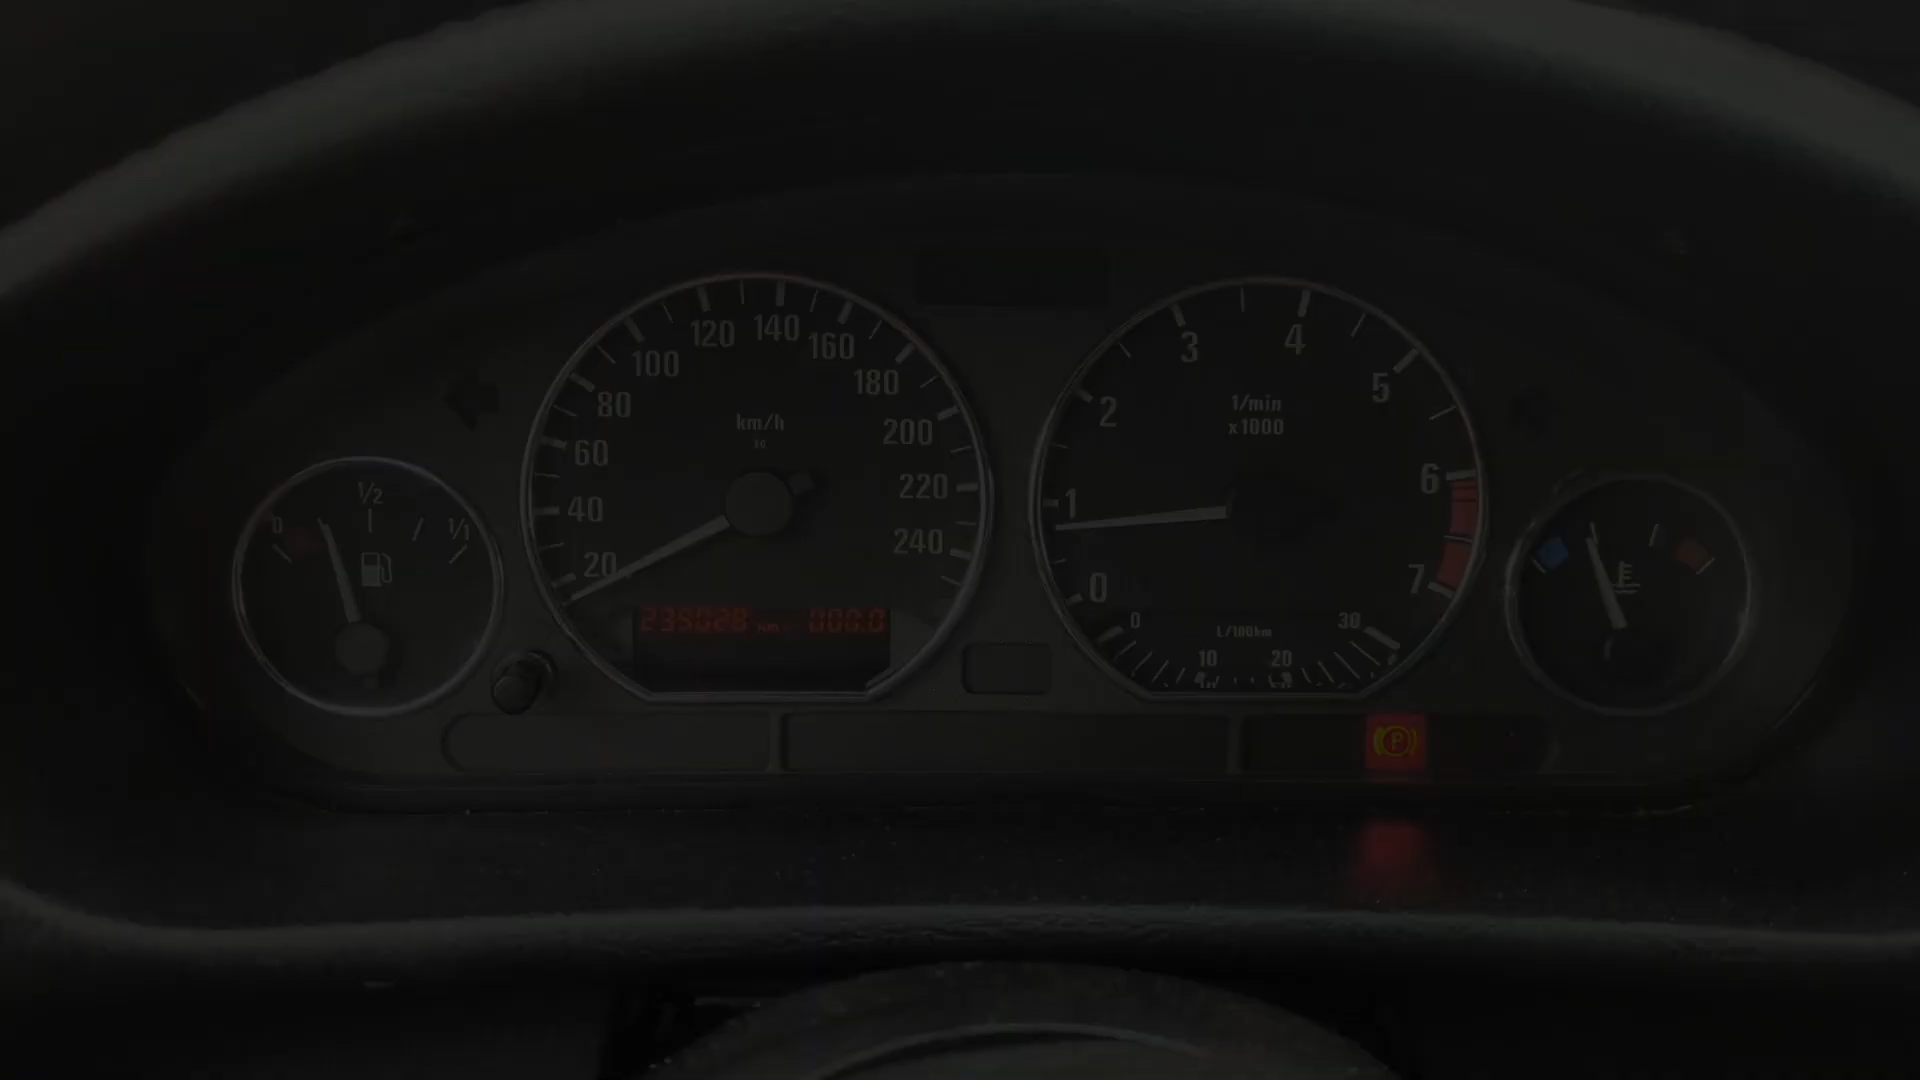 0 1/2 1/1
20 40 60 80 100 120 140 160 180 200 220 240
km/h
000.0
0 1 2 3 4 5 6 7
1/min
x1000
0 10 20 30
L/100km
P